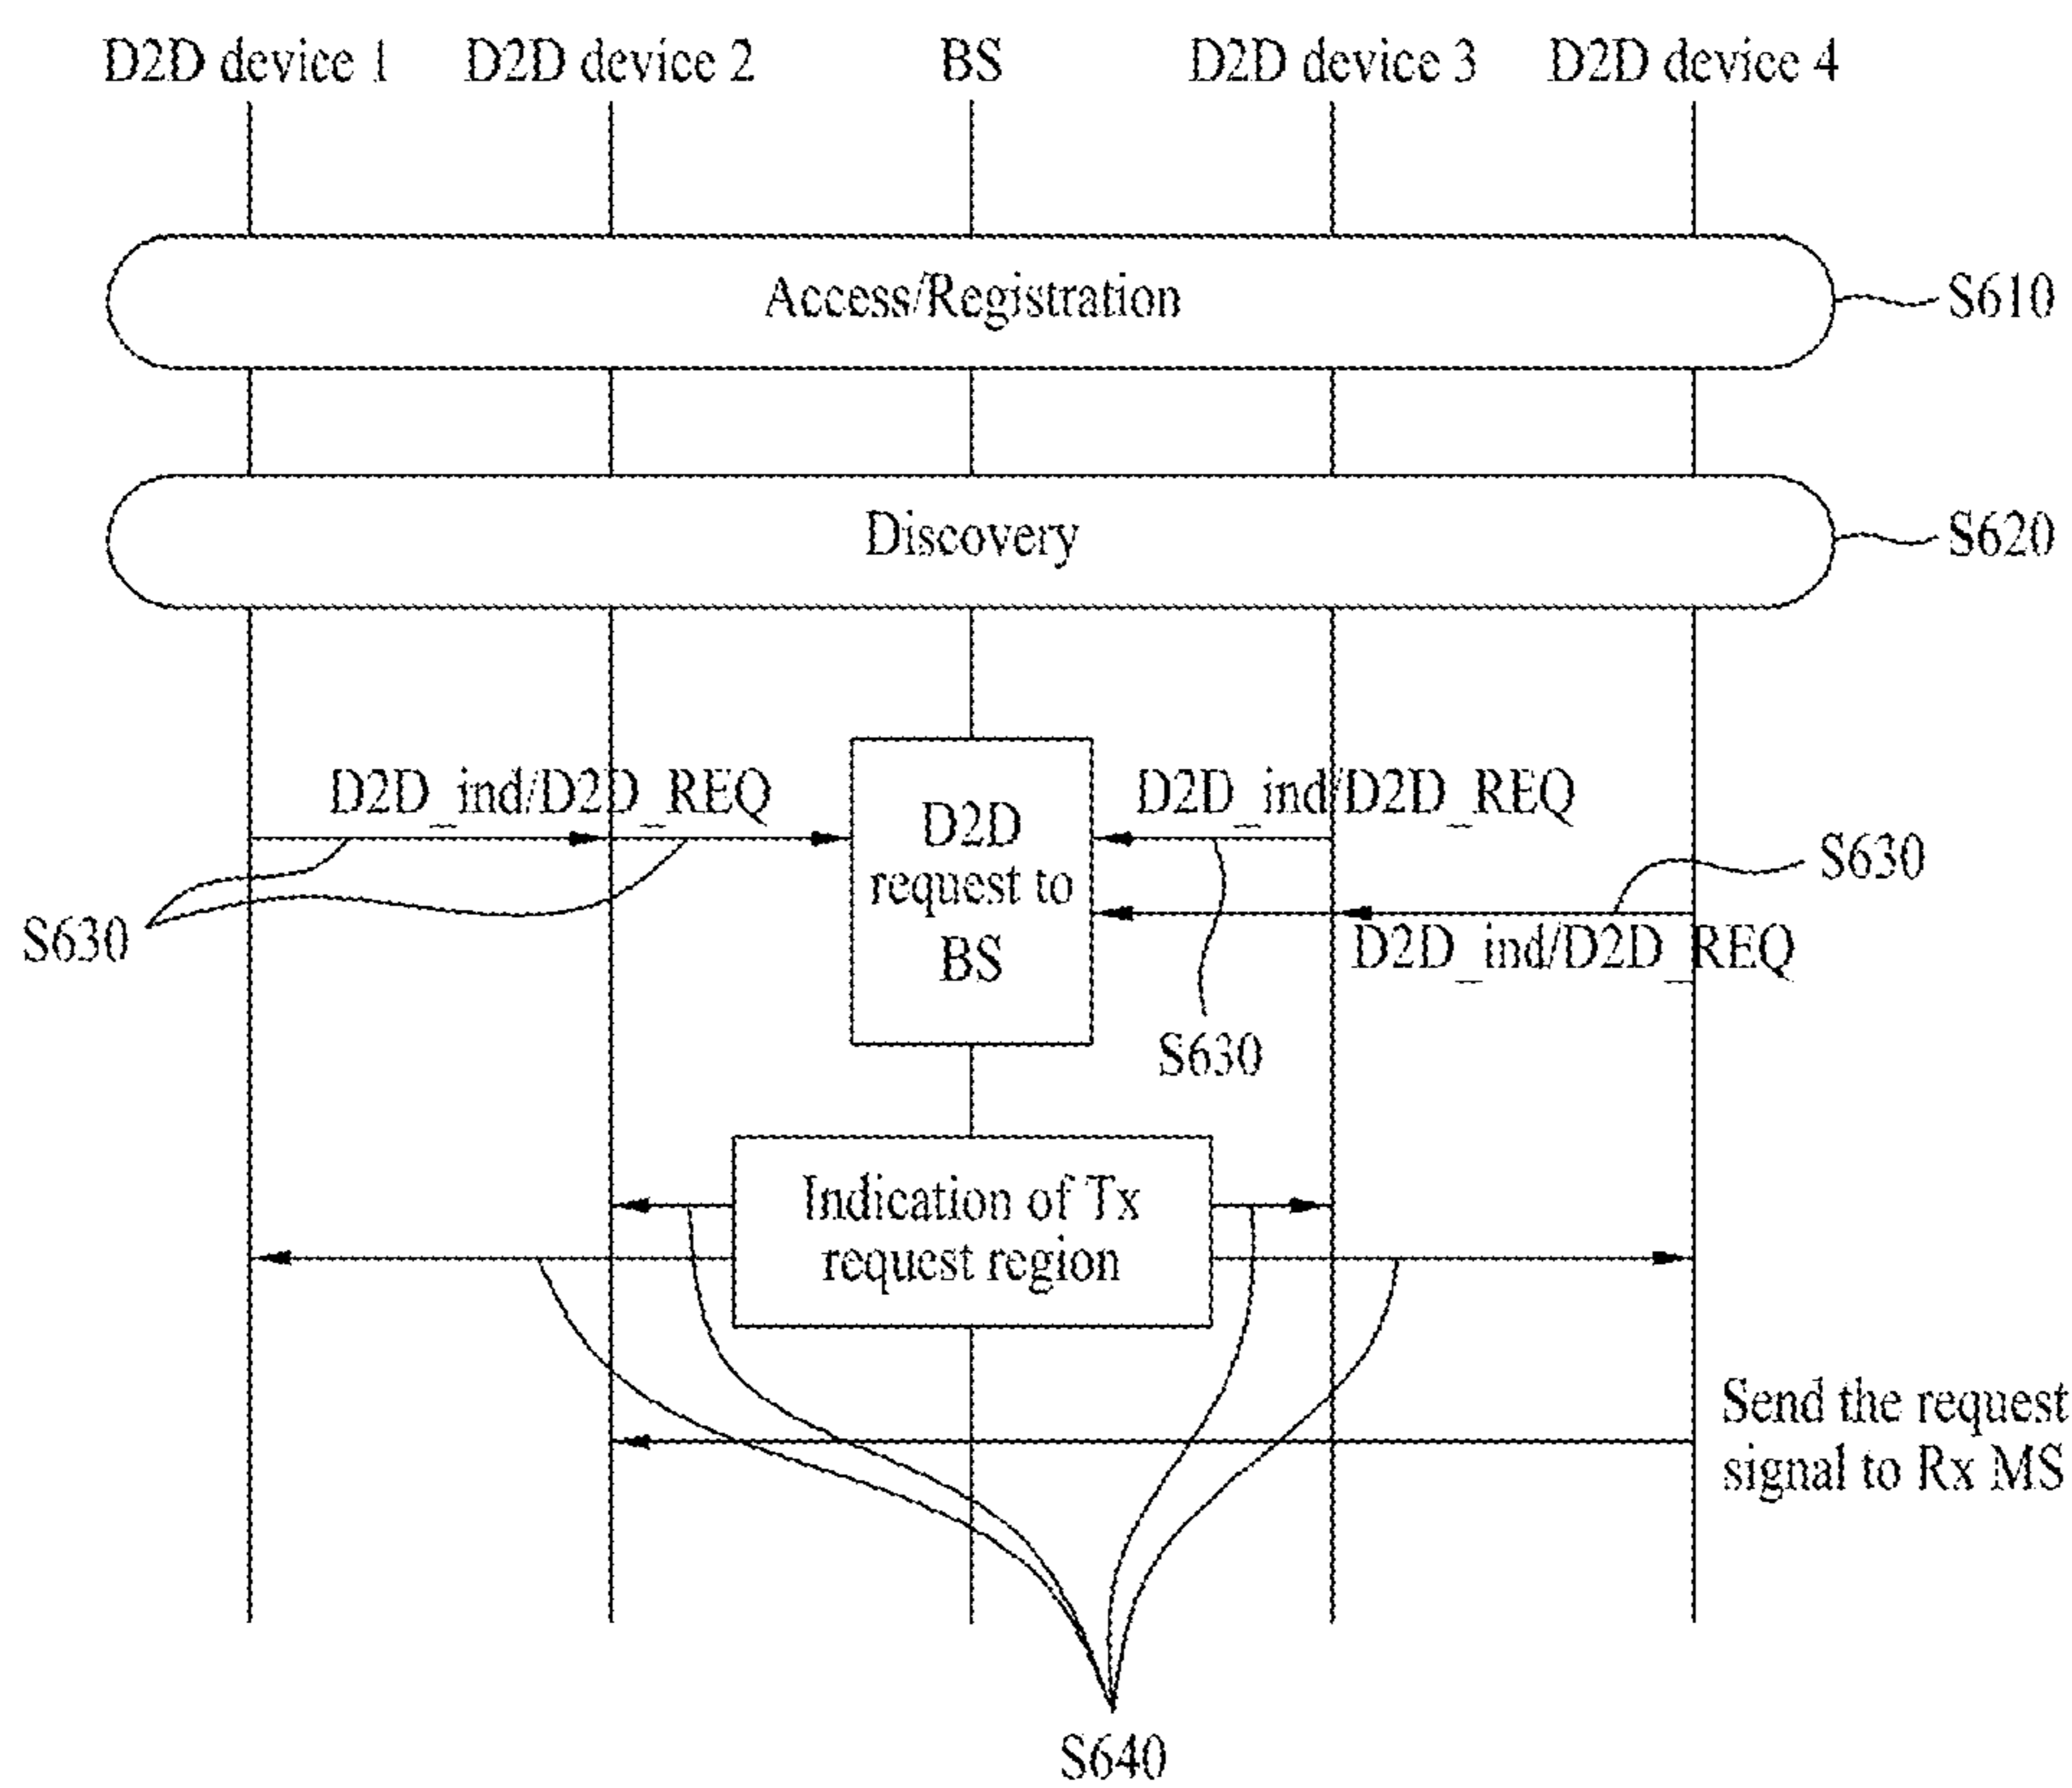 D2D device 1
D2D device 2
BS
D2D device 3
D2D device 4
Access/Registration
S610
Discovery
S620
D2D_ind/D2D_REQ
D2D
request to
BS
D2D_ind/D2D_REQ
S630
S630
D2D_ind/D2D_REQ
S630
Indication of Tx
request region
Send the request
signal to Rx MS
S640